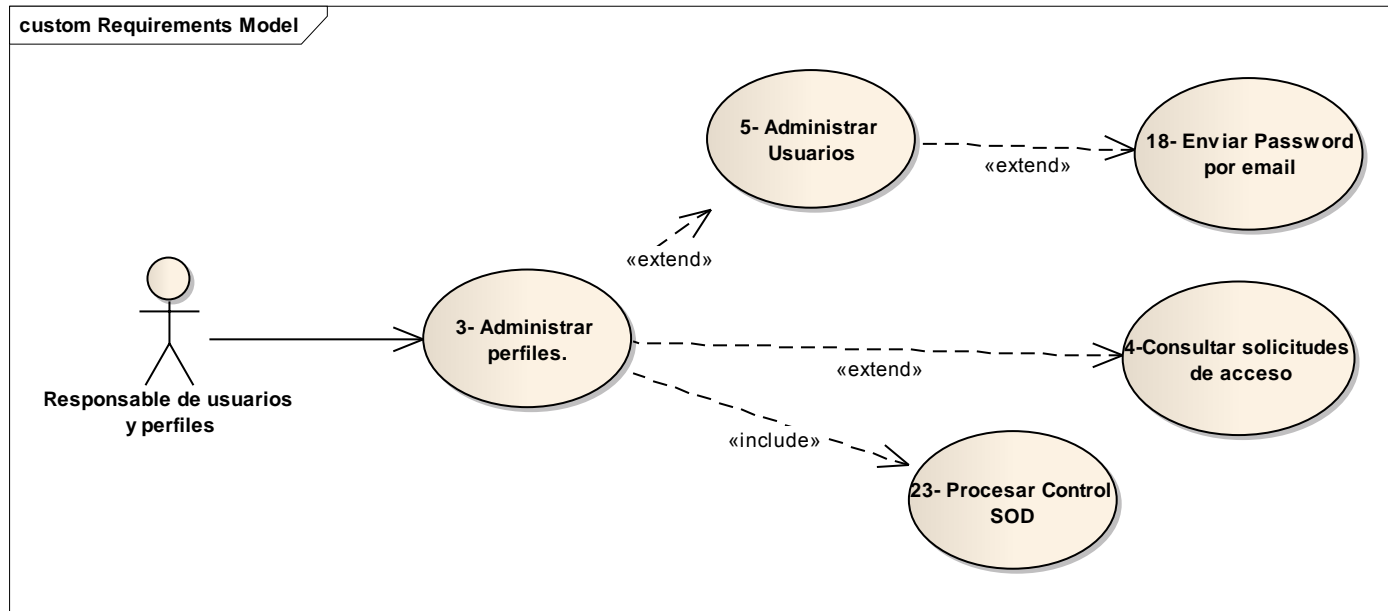 custom Requirements Model
5- Administrar
Usuarios
18- Enviar Password
por email
«extend»
«extend»
3- Administrar
perfiles.
4-Consultar solicitudes
de acceso
«extend»
Responsable de usuarios
y perfiles
«include»
23- Procesar Control
SOD